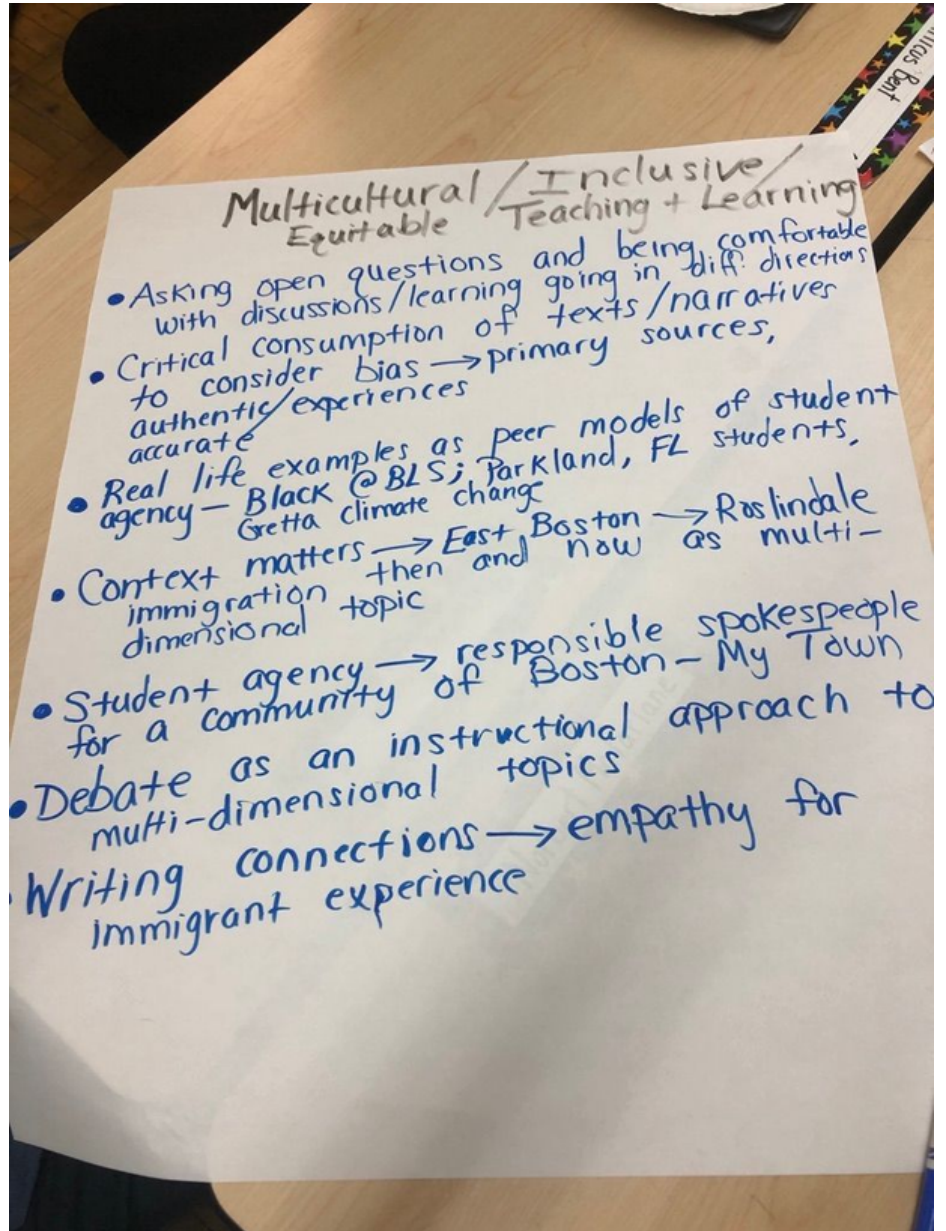 Multicultural / Inclusive /
Equitable Teaching + Learning
• Asking open questions and being comfortable
with discussions/learning going in diff. directions
• Critical consumption of texts/narratives
to consider bias → primary sources,
authentic/experiences
accurate
• Real life examples as peer models of student
agency – Black @ BLS; Parkland, FL students,
Gretta climate change
• Context matters → East Boston → Roslindale
immigration then and now as multi-
dimensional topic
• Student agency → responsible spokespeople
for a community of Boston – My Town
• Debate as an instructional approach to
multi-dimensional topics
• Writing connections → empathy for
immigrant experience
Bent